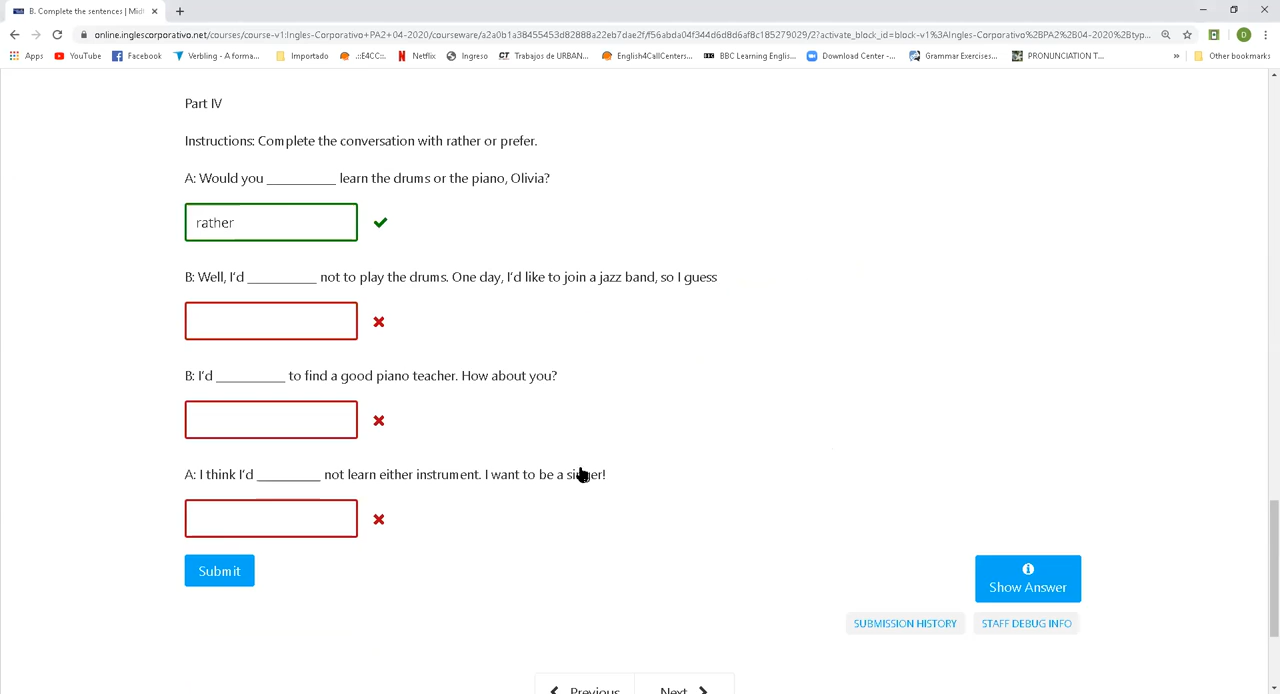 B. Complete the sentences | Midt
online.inglescorporativo.net/courses/course-v1:Ingles-Corporativo+PA2+04-2020/courseware/a2a0b1a38455453d82888a22eb7dae2f/f56abda04f344d6d8d6af8c185279029/2?activate_block_id=block-v1%3AIngles-Corporativo%2BPA2%2B04-2020%2Btyp...
D
Apps YouTube Facebook Verbling - A forma... Importado .::E4CC::. Netflix Ingreso CT Trabajos de URBAN... English4CallCenters... BBC Learning Englis... Download Center -... Grammar Exercises... PRONUNCIATION T... » Other bookmarks
Part IV
Instructions: Complete the conversation with rather or prefer.
A: Would you __________ learn the drums or the piano, Olivia?
rather
B: Well, I'd __________ not to play the drums. One day, I'd like to join a jazz band, so I guess
B: I'd __________ to find a good piano teacher. How about you?
A: I think I'd _________ not learn either instrument. I want to be a singer!
Submit
Show Answer
SUBMISSION HISTORY STAFF DEBUG INFO
Previous Next